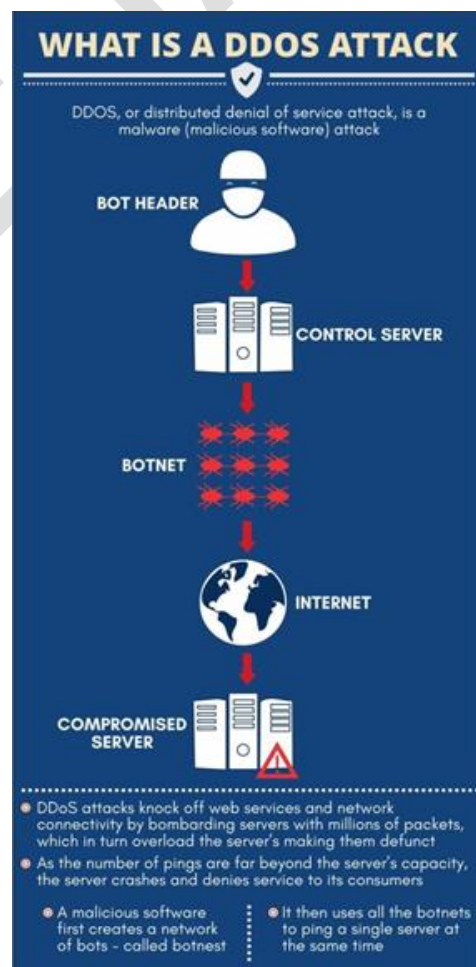 WHAT IS A DDOS ATTACK
DDOS, or distributed denial of service attack, is a
malware (malicious software) attack
BOT HEADER
CONTROL SERVER
BOTNET
INTERNET
COMPROMISED
SERVER
DDoS attacks knock off web services and network
connectivity by bombarding servers with millions of packets,
which in turn overload the server's making them defunct
As the number of pings are far beyond the server's capacity,
the server crashes and denies service to its consumers
A malicious software
first creates a network
of bots - called botnest
It then uses all the botnets
to ping a single server at
the same time